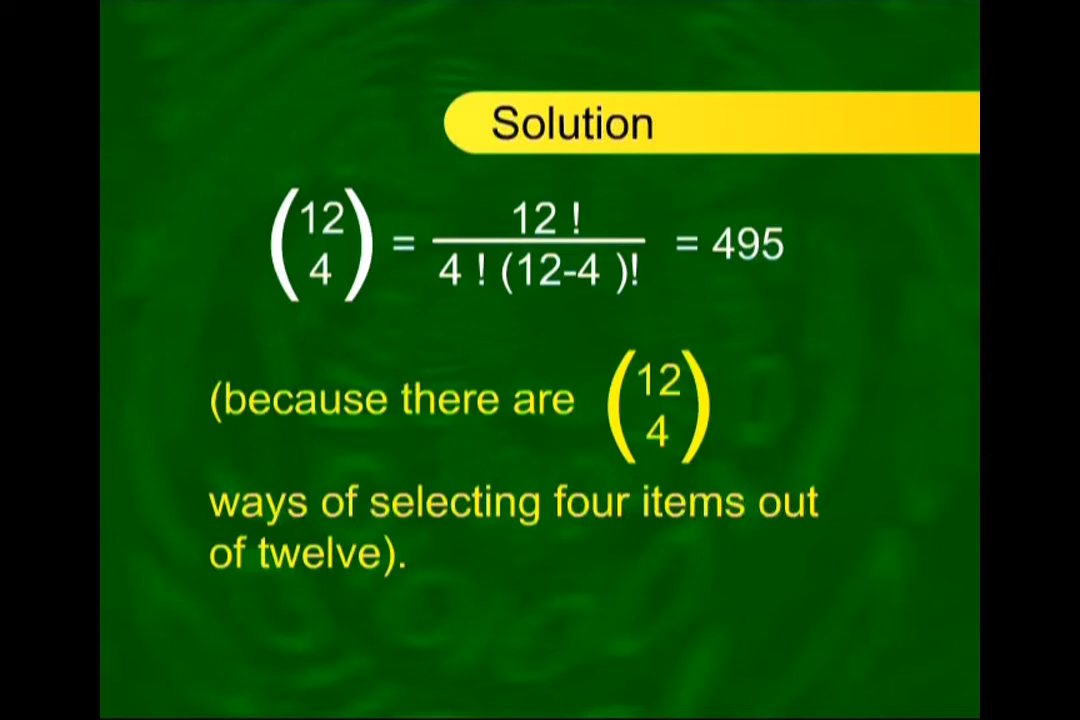 Solution
(12 4) = 12 ! / 4 ! (12-4 )! = 495
(because there are (12 4)
ways of selecting four items out
of twelve).